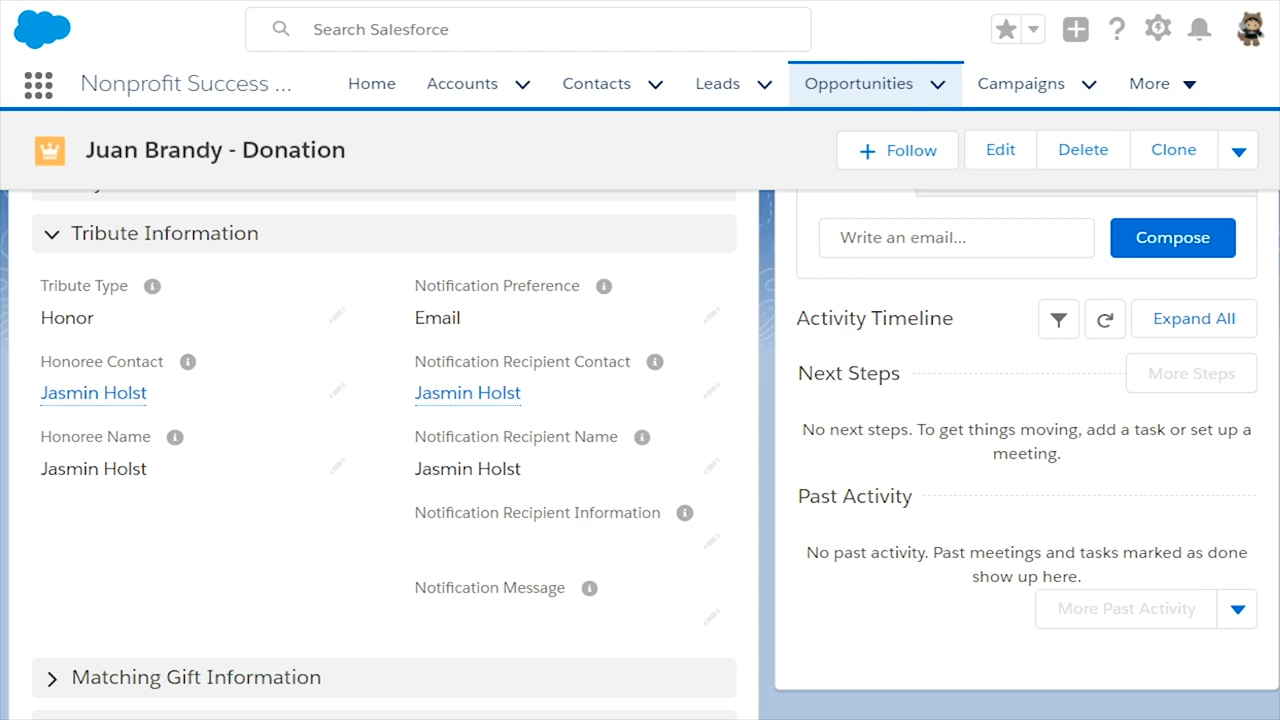 Search Salesforce
Nonprofit Success ...
Home
Accounts
Contacts
Leads
Opportunities
Campaigns
More
Juan Brandy - Donation
Follow
Edit
Delete
Clone
Tribute Information
Tribute Type
Honor
Notification Preference
Email
Honoree Contact
Jasmin Holst
Notification Recipient Contact
Jasmin Holst
Honoree Name
Jasmin Holst
Notification Recipient Name
Jasmin Holst
Notification Recipient Information
Notification Message
Matching Gift Information
Write an email...
Compose
Activity Timeline
Expand All
Next Steps
More Steps
No next steps. To get things moving, add a task or set up a
meeting.
Past Activity
No past activity. Past meetings and tasks marked as done
show up here.
More Past Activity